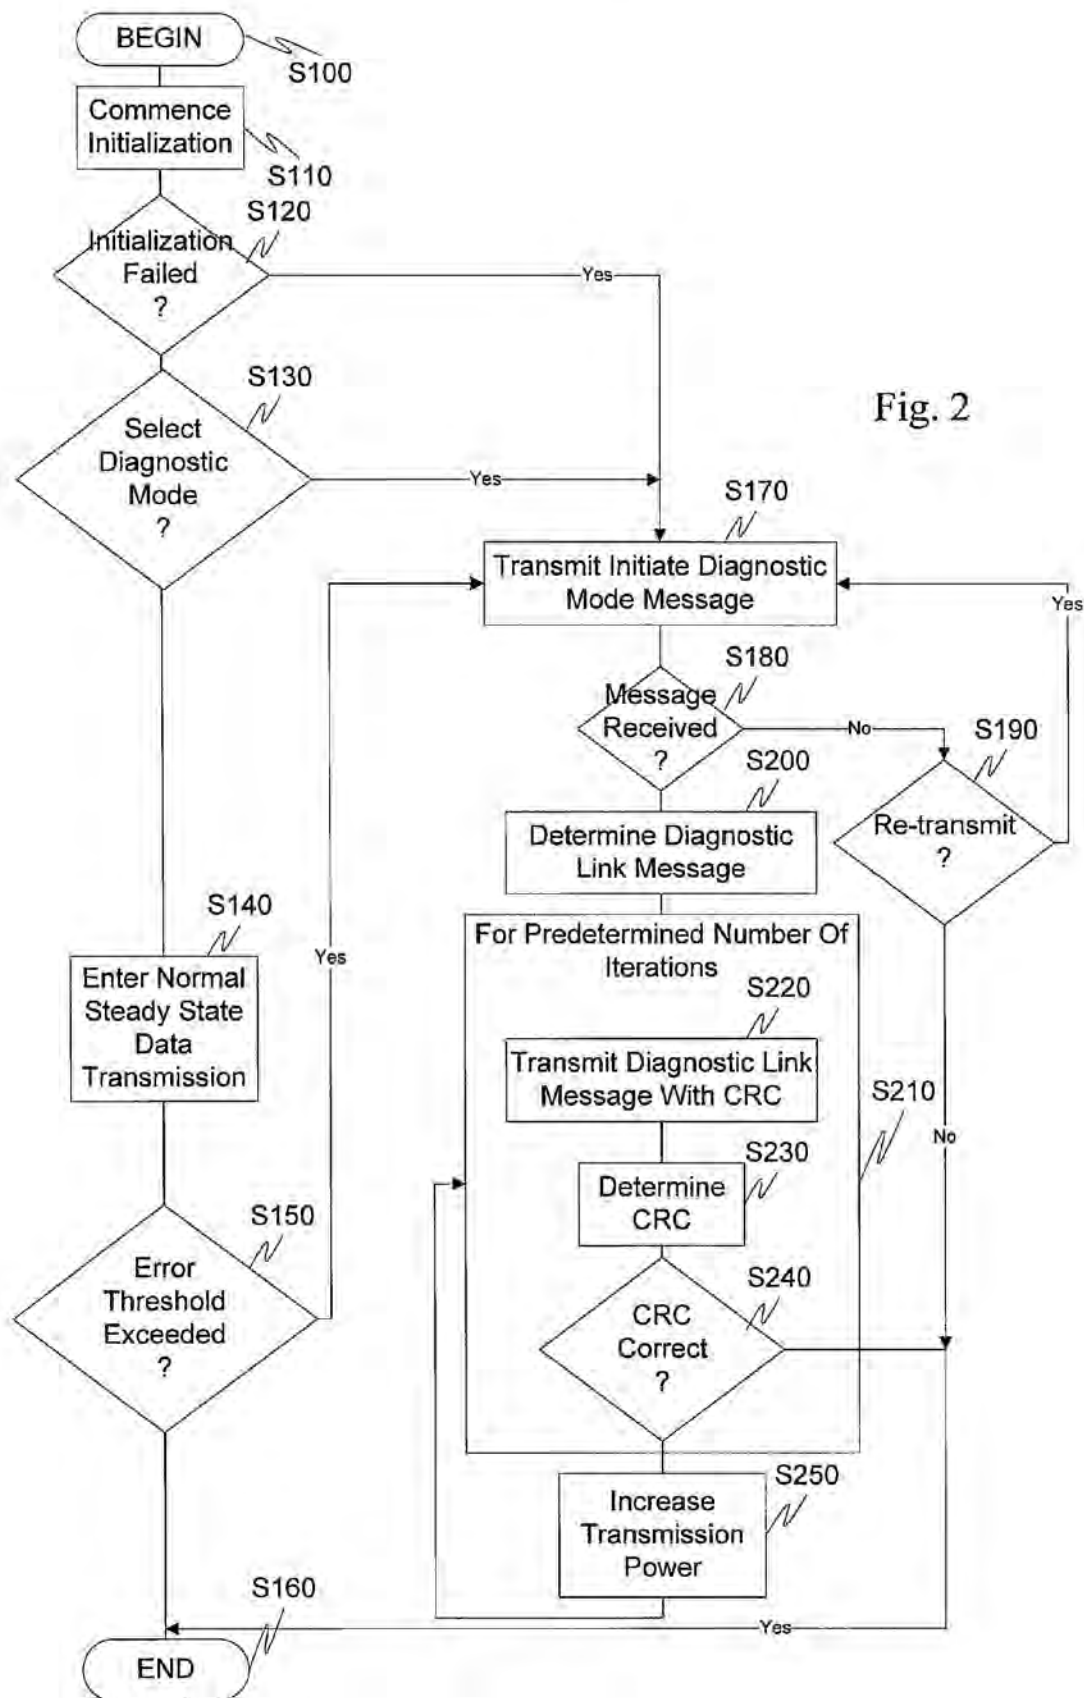 BEGIN
S100
Commence
Initialization
S110
S120
Initialization
Failed
?
Yes
S130
Select
Diagnostic
Mode
?
Yes
Fig. 2
S170
Transmit Initiate Diagnostic
Mode Message
Yes
S180
Message
Received
?
No
S190
Re-transmit
?
S200
Determine Diagnostic
Link Message
S140
Enter Normal
Steady State
Data
Transmission
Yes
For Predetermined Number Of
Iterations
S220
Transmit Diagnostic Link
Message With CRC
S210
No
S230
Determine
CRC
S150
Error
Threshold
Exceeded
?
S240
CRC
Correct
?
S250
Increase
Transmission
Power
S160
Yes
END